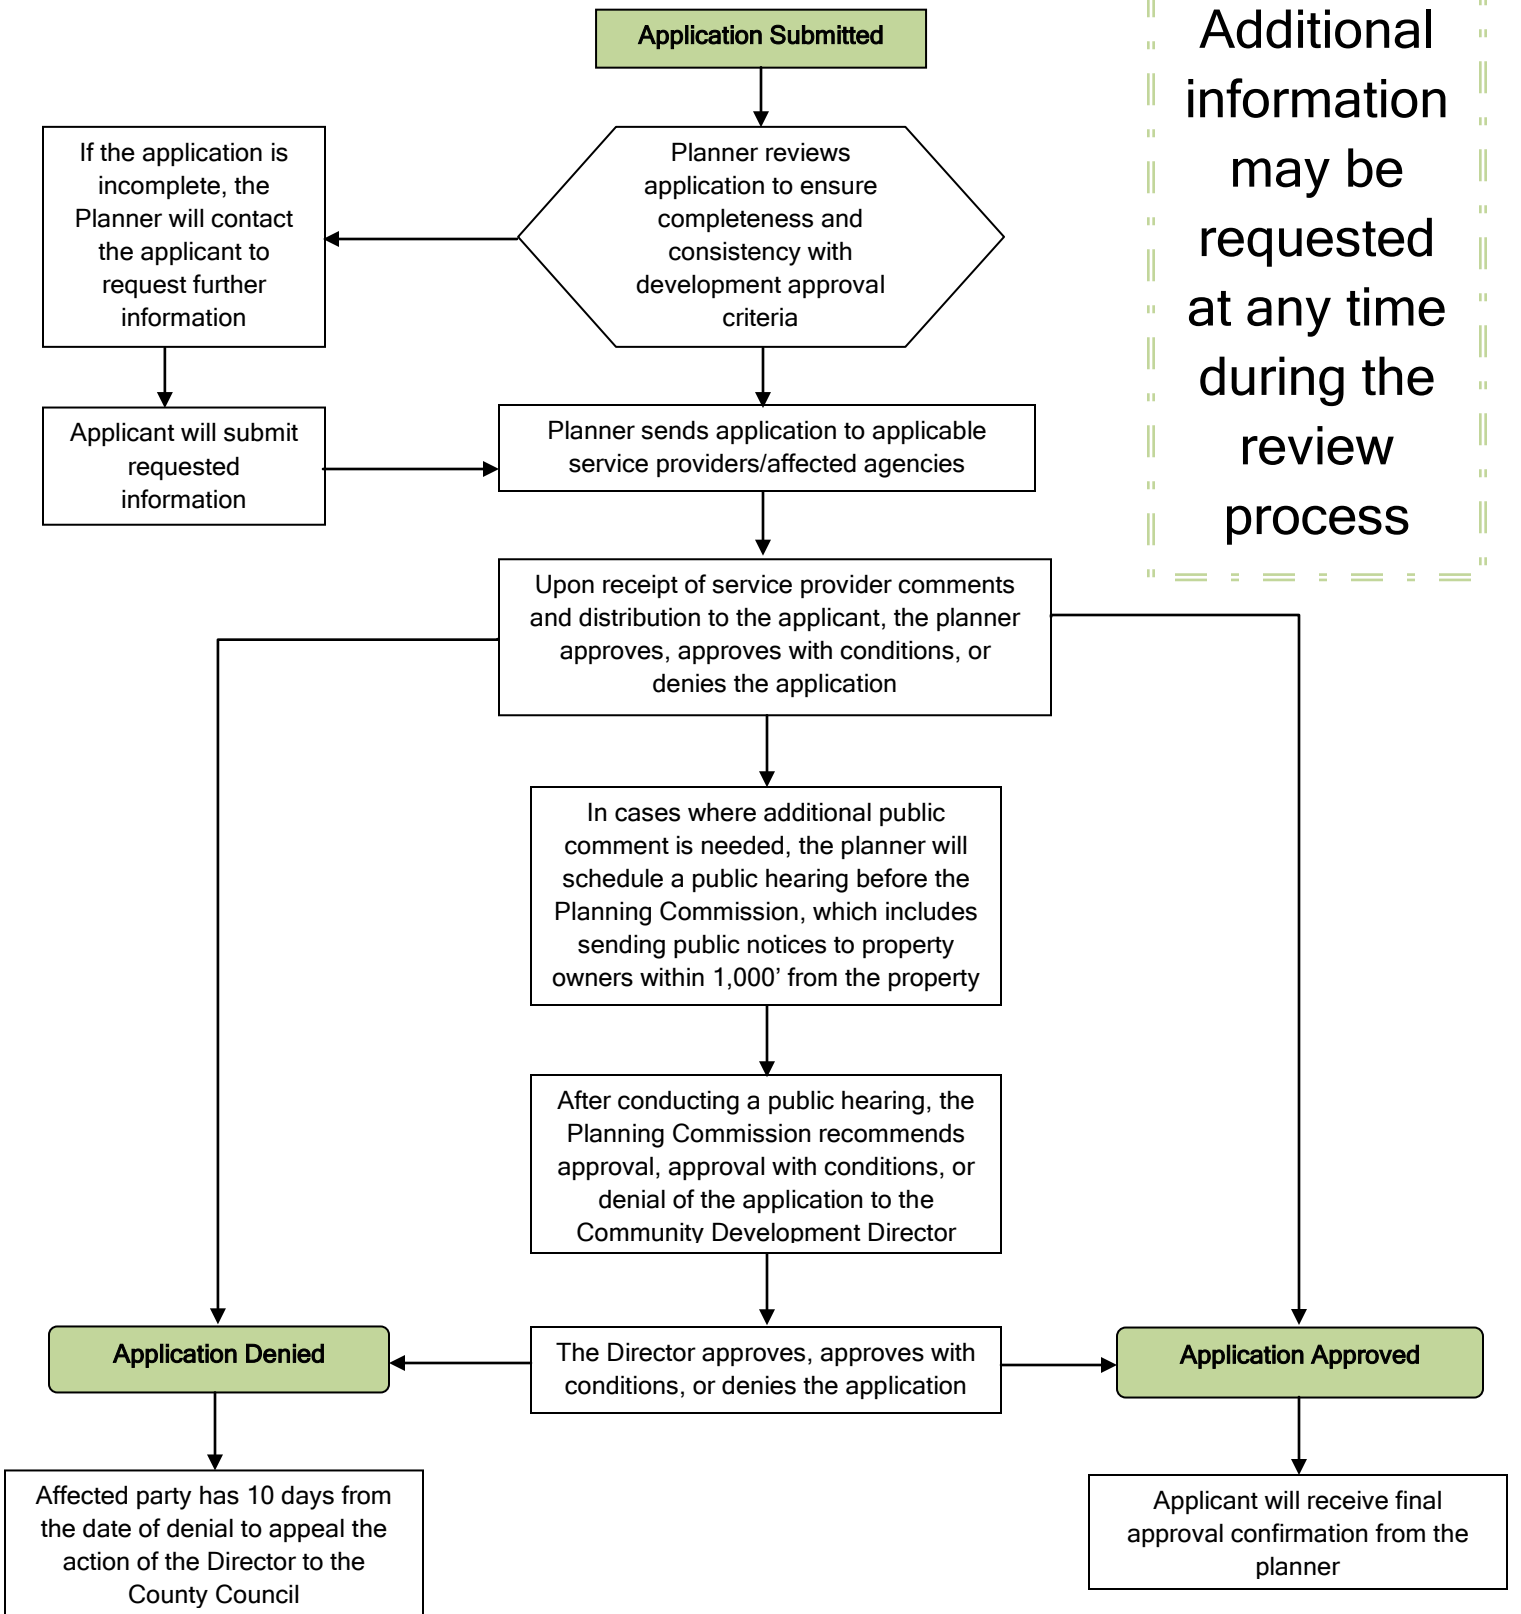 Application Submitted
Additional
information
may be
requested
at any time
during the
review
process
If the application is
incomplete, the
Planner will contact
the applicant to
request further
information
Planner reviews
application to ensure
completeness and
consistency with
development approval
criteria
Applicant will submit
requested
information
Planner sends application to applicable
service providers/affected agencies
Upon receipt of service provider comments
and distribution to the applicant, the planner
approves, approves with conditions, or
denies the application
In cases where additional public
comment is needed, the planner will
schedule a public hearing before the
Planning Commission, which includes
sending public notices to property
owners within 1,000’ from the property
After conducting a public hearing, the
Planning Commission recommends
approval, approval with conditions, or
denial of the application to the
Community Development Director
Application Denied
The Director approves, approves with
conditions, or denies the application
Application Approved
Affected party has 10 days from
the date of denial to appeal the
action of the Director to the
County Council
Applicant will receive final
approval confirmation from the
planner